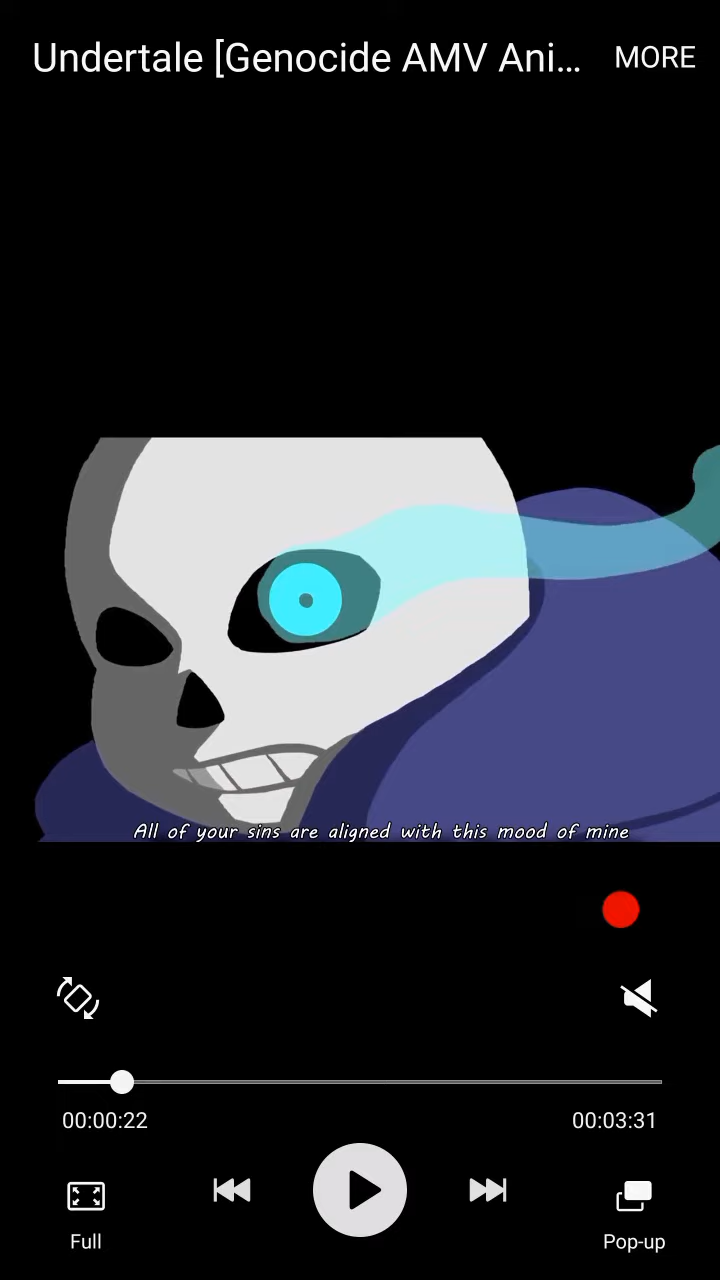 Undertale [Genocide AMV Ani... MORE
All of your sins are aligned with this mood of mine
00:00:22 00:03:31
Full Pop-up